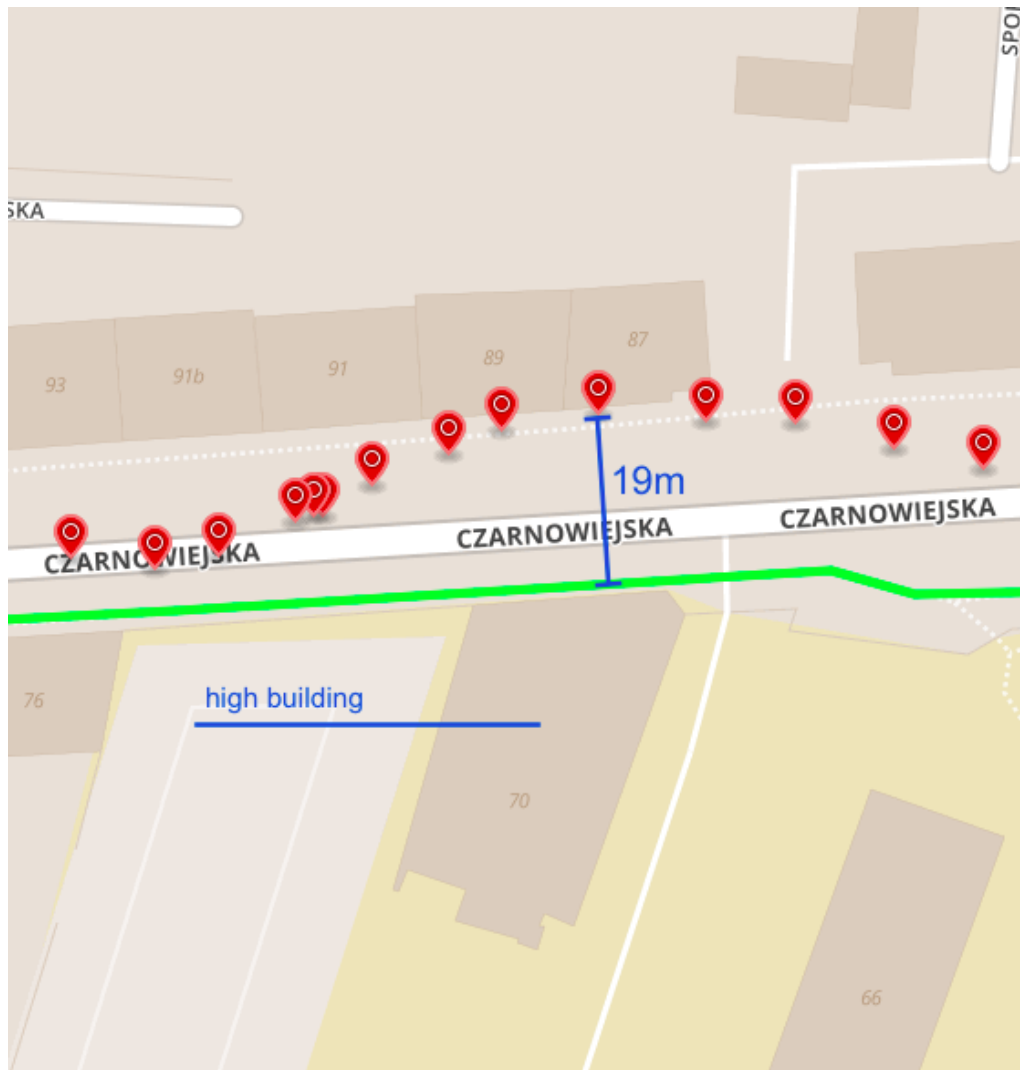 SPO
SKA
93
91b
91
89
87
19m
CZARNOWIEJSKA
CZARNOWIEJSKA
CZARNOWIEJSKA
76
high building
70
66